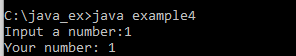 C:\java_ex>java example4
Input a number:1
Your number: 1